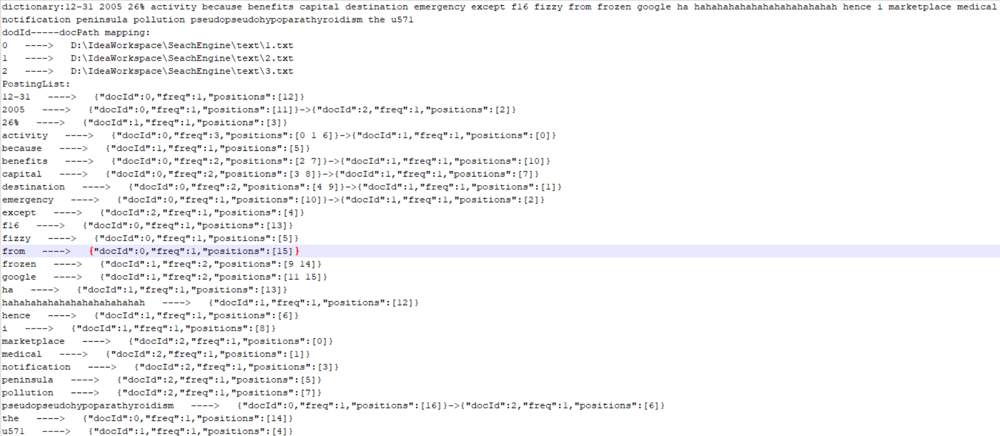 dictionary:12-31 2005 26% activity because benefits capital destination emergency except f16 fizzy from frozen google ha hahahahahahahahahahahahah hence i marketplace medical
notification peninsula pollution pseudopseudohypoparathyroidism the u571
dodId-----docPath mapping:
0   ---->   D:\IdeaWorkspace\SeachEngine\text\1.txt
1   ---->   D:\IdeaWorkspace\SeachEngine\text\2.txt
2   ---->   D:\IdeaWorkspace\SeachEngine\text\3.txt
PostingList:
12-31   ---->   {"docId":0,"freq":1,"positions":[12]}
2005   ---->   {"docId":0,"freq":1,"positions":[11]}->{"docId":2,"freq":1,"positions":[2]}
26%   ---->   {"docId":1,"freq":1,"positions":[3]}
activity   ---->   {"docId":0,"freq":3,"positions":[0 1 6]}->{"docId":1,"freq":1,"positions":[0]}
because   ---->   {"docId":1,"freq":1,"positions":[5]}
benefits   ---->   {"docId":0,"freq":2,"positions":[2 7]}->{"docId":1,"freq":1,"positions":[10]}
capital   ---->   {"docId":0,"freq":2,"positions":[3 8]}->{"docId":1,"freq":1,"positions":[7]}
destination   ---->   {"docId":0,"freq":2,"positions":[4 9]}->{"docId":1,"freq":1,"positions":[1]}
emergency   ---->   {"docId":0,"freq":1,"positions":[10]}->{"docId":1,"freq":1,"positions":[2]}
except   ---->   {"docId":2,"freq":1,"positions":[4]}
f16   ---->   {"docId":0,"freq":1,"positions":[13]}
fizzy   ---->   {"docId":0,"freq":1,"positions":[5]}
from   ---->   {"docId":0,"freq":1,"positions":[15]}
frozen   ---->   {"docId":1,"freq":2,"positions":[9 14]}
google   ---->   {"docId":1,"freq":2,"positions":[11 15]}
ha   ---->   {"docId":1,"freq":1,"positions":[13]}
hahahahahahahahahahahahah   ---->   {"docId":1,"freq":1,"positions":[12]}
hence   ---->   {"docId":1,"freq":1,"positions":[6]}
i   ---->   {"docId":1,"freq":1,"positions":[8]}
marketplace   ---->   {"docId":2,"freq":1,"positions":[0]}
medical   ---->   {"docId":2,"freq":1,"positions":[1]}
notification   ---->   {"docId":2,"freq":1,"positions":[3]}
peninsula   ---->   {"docId":2,"freq":1,"positions":[5]}
pollution   ---->   {"docId":2,"freq":1,"positions":[7]}
pseudopseudohypoparathyroidism   ---->   {"docId":0,"freq":1,"positions":[16]}->{"docId":2,"freq":1,"positions":[6]}
the   ---->   {"docId":0,"freq":1,"positions":[14]}
u571   ---->   {"docId":1,"freq":1,"positions":[4]}